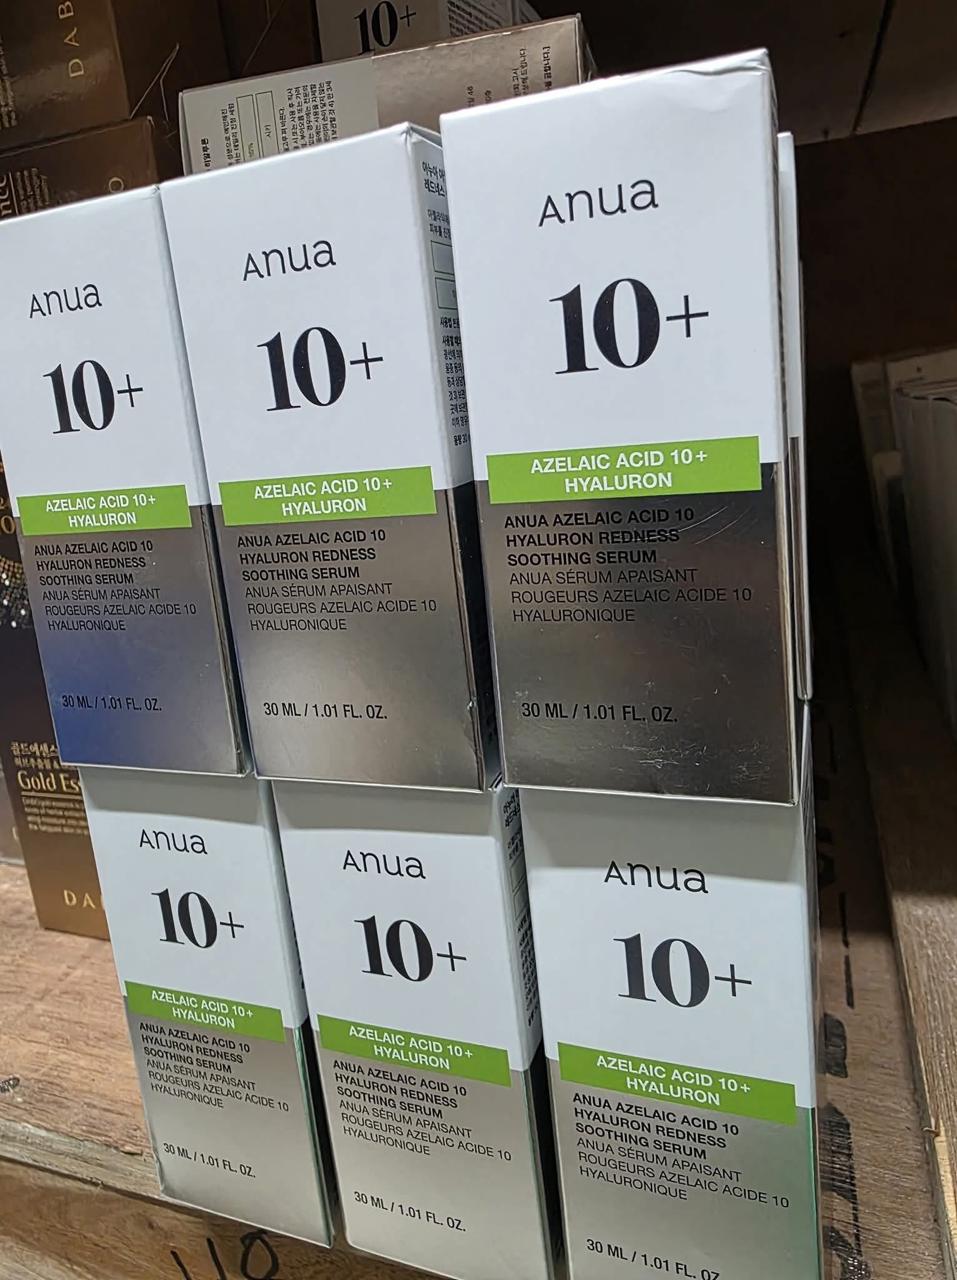 10+
DAB
Anua
10+
AZELAIC ACID 10+
HYALURON
ANUA AZELAIC ACID 10
HYALURON REDNESS
SOOTHING SERUM
ANUA SÉRUM APAISANT
ROUGEURS AZELAIC ACIDE 10
HYALURONIQUE
30 ML / 1.01 FL. OZ.
Anua
10+
AZELAIC ACID 10+
HYALURON
ANUA AZELAIC ACID 10
HYALURON REDNESS
SOOTHING SERUM
ANUA SÉRUM APAISANT
ROUGEURS AZELAIC ACIDE 10
HYALURONIQUE
30 ML / 1.01 FL. OZ.
Anua
10+
AZELAIC ACID 10+
HYALURON
ANUA AZELAIC ACID 10
HYALURON REDNESS
SOOTHING SERUM
ANUA SÉRUM APAISANT
ROUGEURS AZELAIC ACIDE 10
HYALURONIQUE
30 ML / 1.01 FL. OZ.
Gold Es
DA
Anua
10+
AZELAIC ACID 10+
HYALURON
ANUA AZELAIC ACID 10
HYALURON REDNESS
SOOTHING SERUM
ANUA SÉRUM APAISANT
ROUGEURS AZELAIC ACIDE 10
HYALURONIQUE
30 ML / 1.01 FL. OZ.
Anua
10+
AZELAIC ACID 10+
HYALURON
ANUA AZELAIC ACID 10
HYALURON REDNESS
SOOTHING SERUM
ANUA SÉRUM APAISANT
ROUGEURS AZELAIC ACIDE 10
HYALURONIQUE
30 ML / 1.01 FL. OZ.
Anua
10+
AZELAIC ACID 10+
HYALURON
ANUA AZELAIC ACID 10
HYALURON REDNESS
SOOTHING SERUM
ANUA SÉRUM APAISANT
ROUGEURS AZELAIC ACIDE 10
HYALURONIQUE
30 ML / 1.01 FL. OZ.